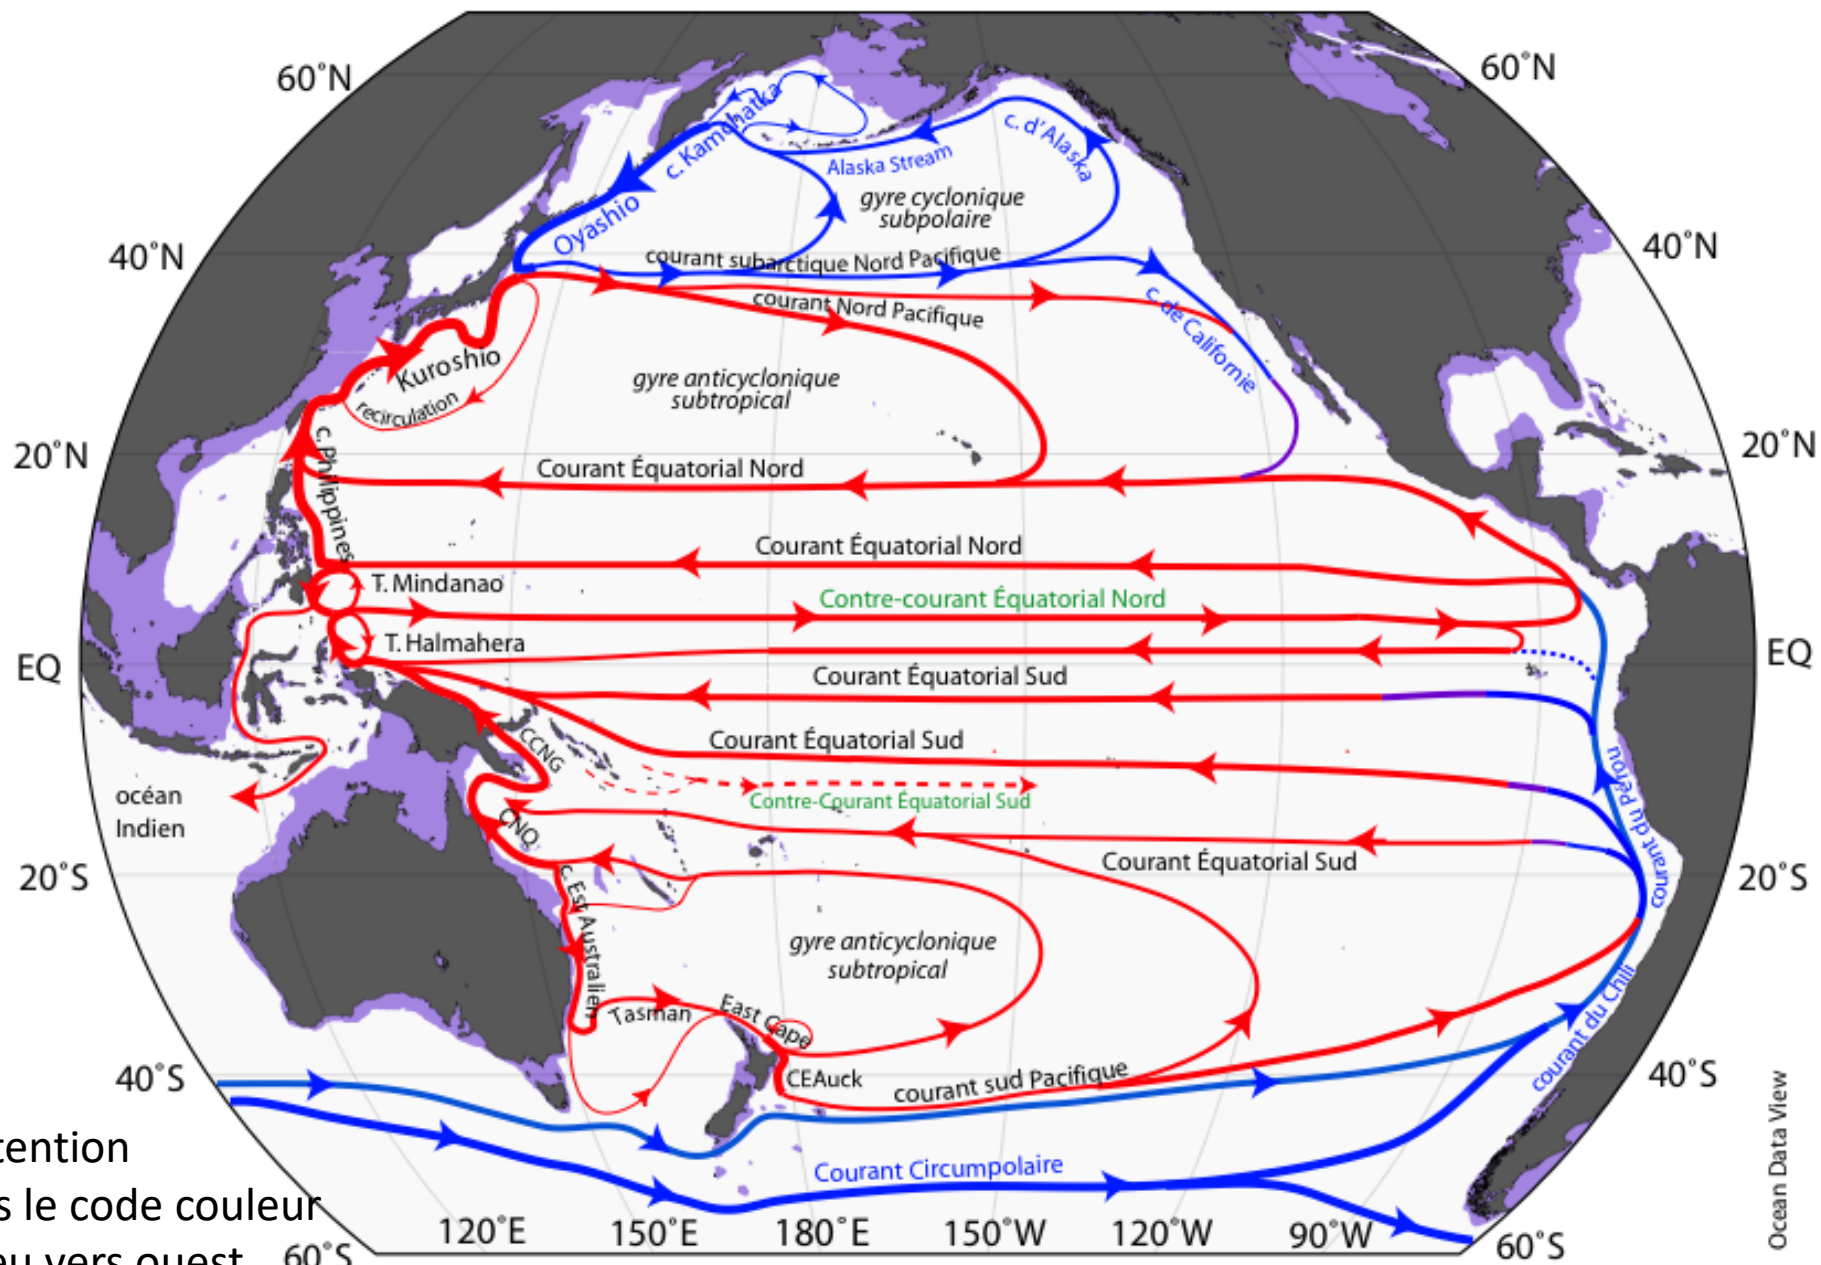 60°N
60°N
c. Kamchatka
c. d'Alaska
Alaska Stream
gyre cyclonique
subpolaire
Oyashio
40°N
40°N
courant subarctique Nord Pacifique
courant Nord Pacifique
c. de Californie
Kuroshio
recirculation
gyre anticyclonique
subtropical
20°N
20°N
c. Philippines
Courant Équatorial Nord
Courant Équatorial Nord
T. Mindanao
Contre-courant Équatorial Nord
T. Halmahera
EQ
EQ
Courant Équatorial Sud
CCNG
Courant Équatorial Sud
courant du Pérou
océan
Indien
Contre-Courant Équatorial Sud
CNQ
Courant Équatorial Sud
20°S
20°S
c. Est Australien
gyre anticyclonique
subtropical
Tasman
East Cape
courant du Chili
40°S
40°S
CEAuck
courant sud Pacifique
Courant Circumpolaire
le code couleur
vers ouest
120°E
150°E
180°E
150°W
120°W
90°W
60°S
60°S
Ocean Data View